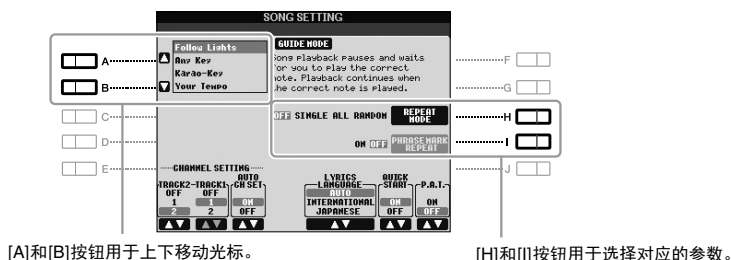 SONG SETTING
Follow Lights
Any Key
Karao-Key
Your Tempo
GUIDE MODE
Song playback pauses and waits
for you to play the correct
note. Playback continues when
the correct note is played.
A
B
C
D
E
F
G
H
I
J
OFF SINGLE ALL RANDOM REPEAT MODE
ON OFF PHRASE MARK REPEAT
CHANNEL SETTING
TRACK2 TRACK1 AUTO CH SET
OFF OFF
1 1 ON
2 2 OFF
LYRICS LANGUAGE
AUTO
INTERNATIONAL
JAPANESE
QUICK START
ON
OFF
P.A.T.
ON
OFF
[A]和[B]按钮用于上下移动光标。
[H]和[I]按钮用于选择对应的参数。